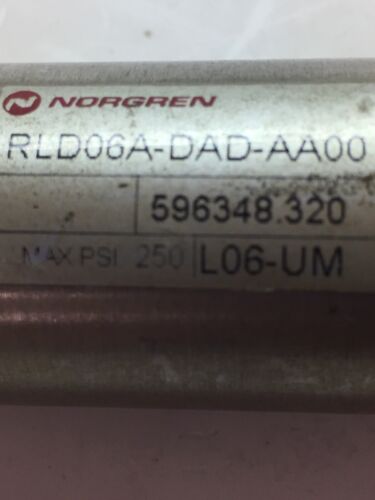 NORGREN
RLD06A-DAD-AA00
596348.320
MAX PSI 250 L06-UM